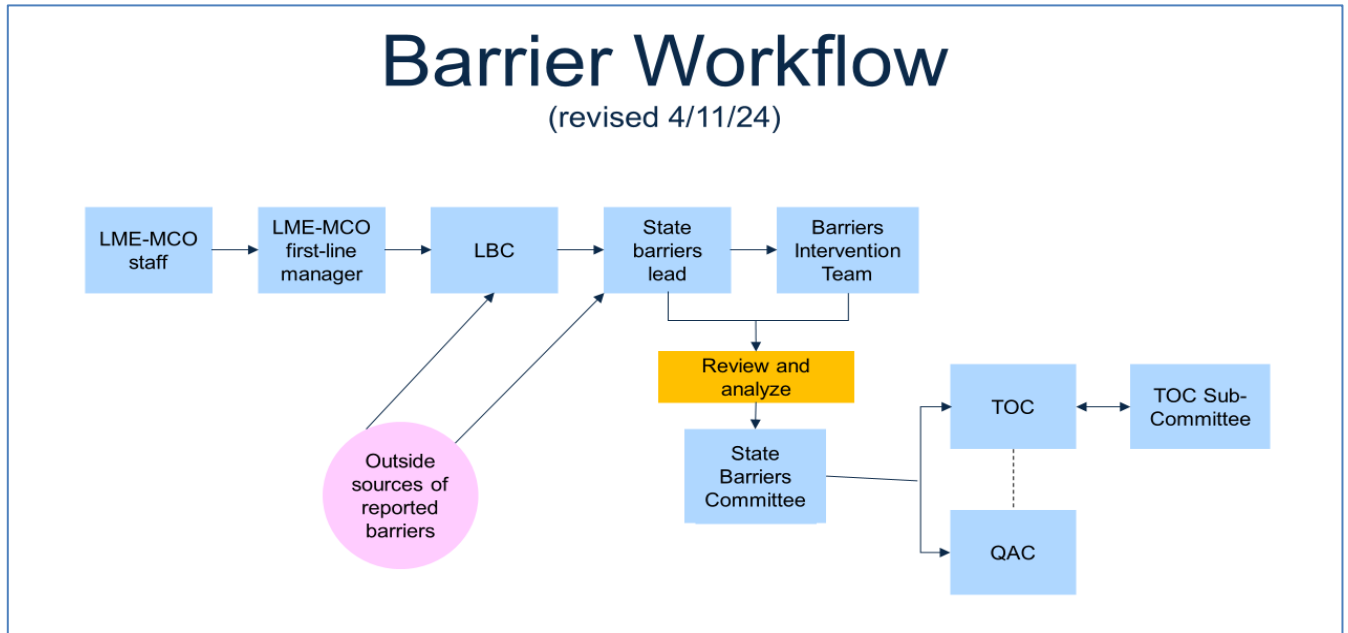 Barrier Workflow
(revised 4/11/24)
LME-MCO
staff
LME-MCO
first-line
manager
LBC
State
barriers
lead
Barriers
Intervention
Team
Review and
analyze
Outside
sources of
reported
barriers
State
Barriers
Committee
TOC
TOC Sub-
Committee
QAC